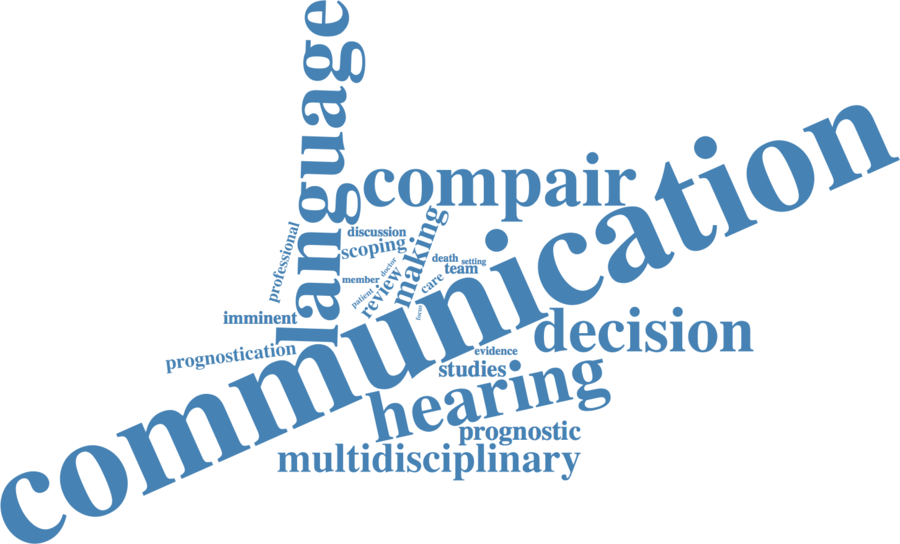 language
compair
communication
professional
discussion
scoping
making
death
setting
team
doctor
member
care
review
patient
focus
imminent
decision
prognostication
evidence
studies
hearing
prognostic
multidisciplinary